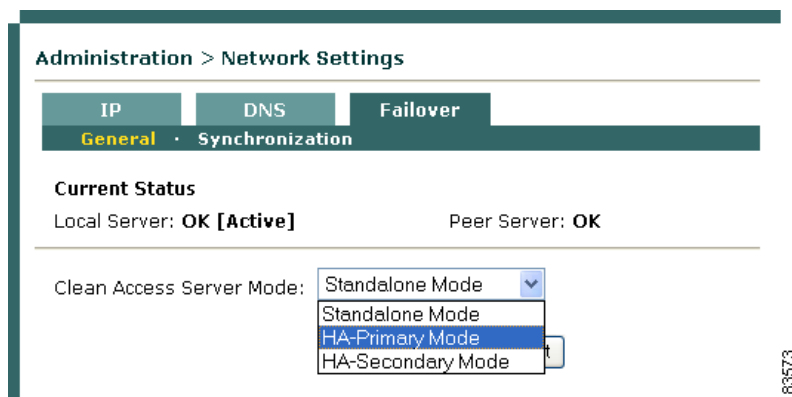 Administration > Network Settings
IP DNS Failover
General · Synchronization
Current Status
Local Server: OK [Active] Peer Server: OK
Clean Access Server Mode: Standalone Mode
Standalone Mode
HA-Primary Mode
HA-Secondary Mode
83573